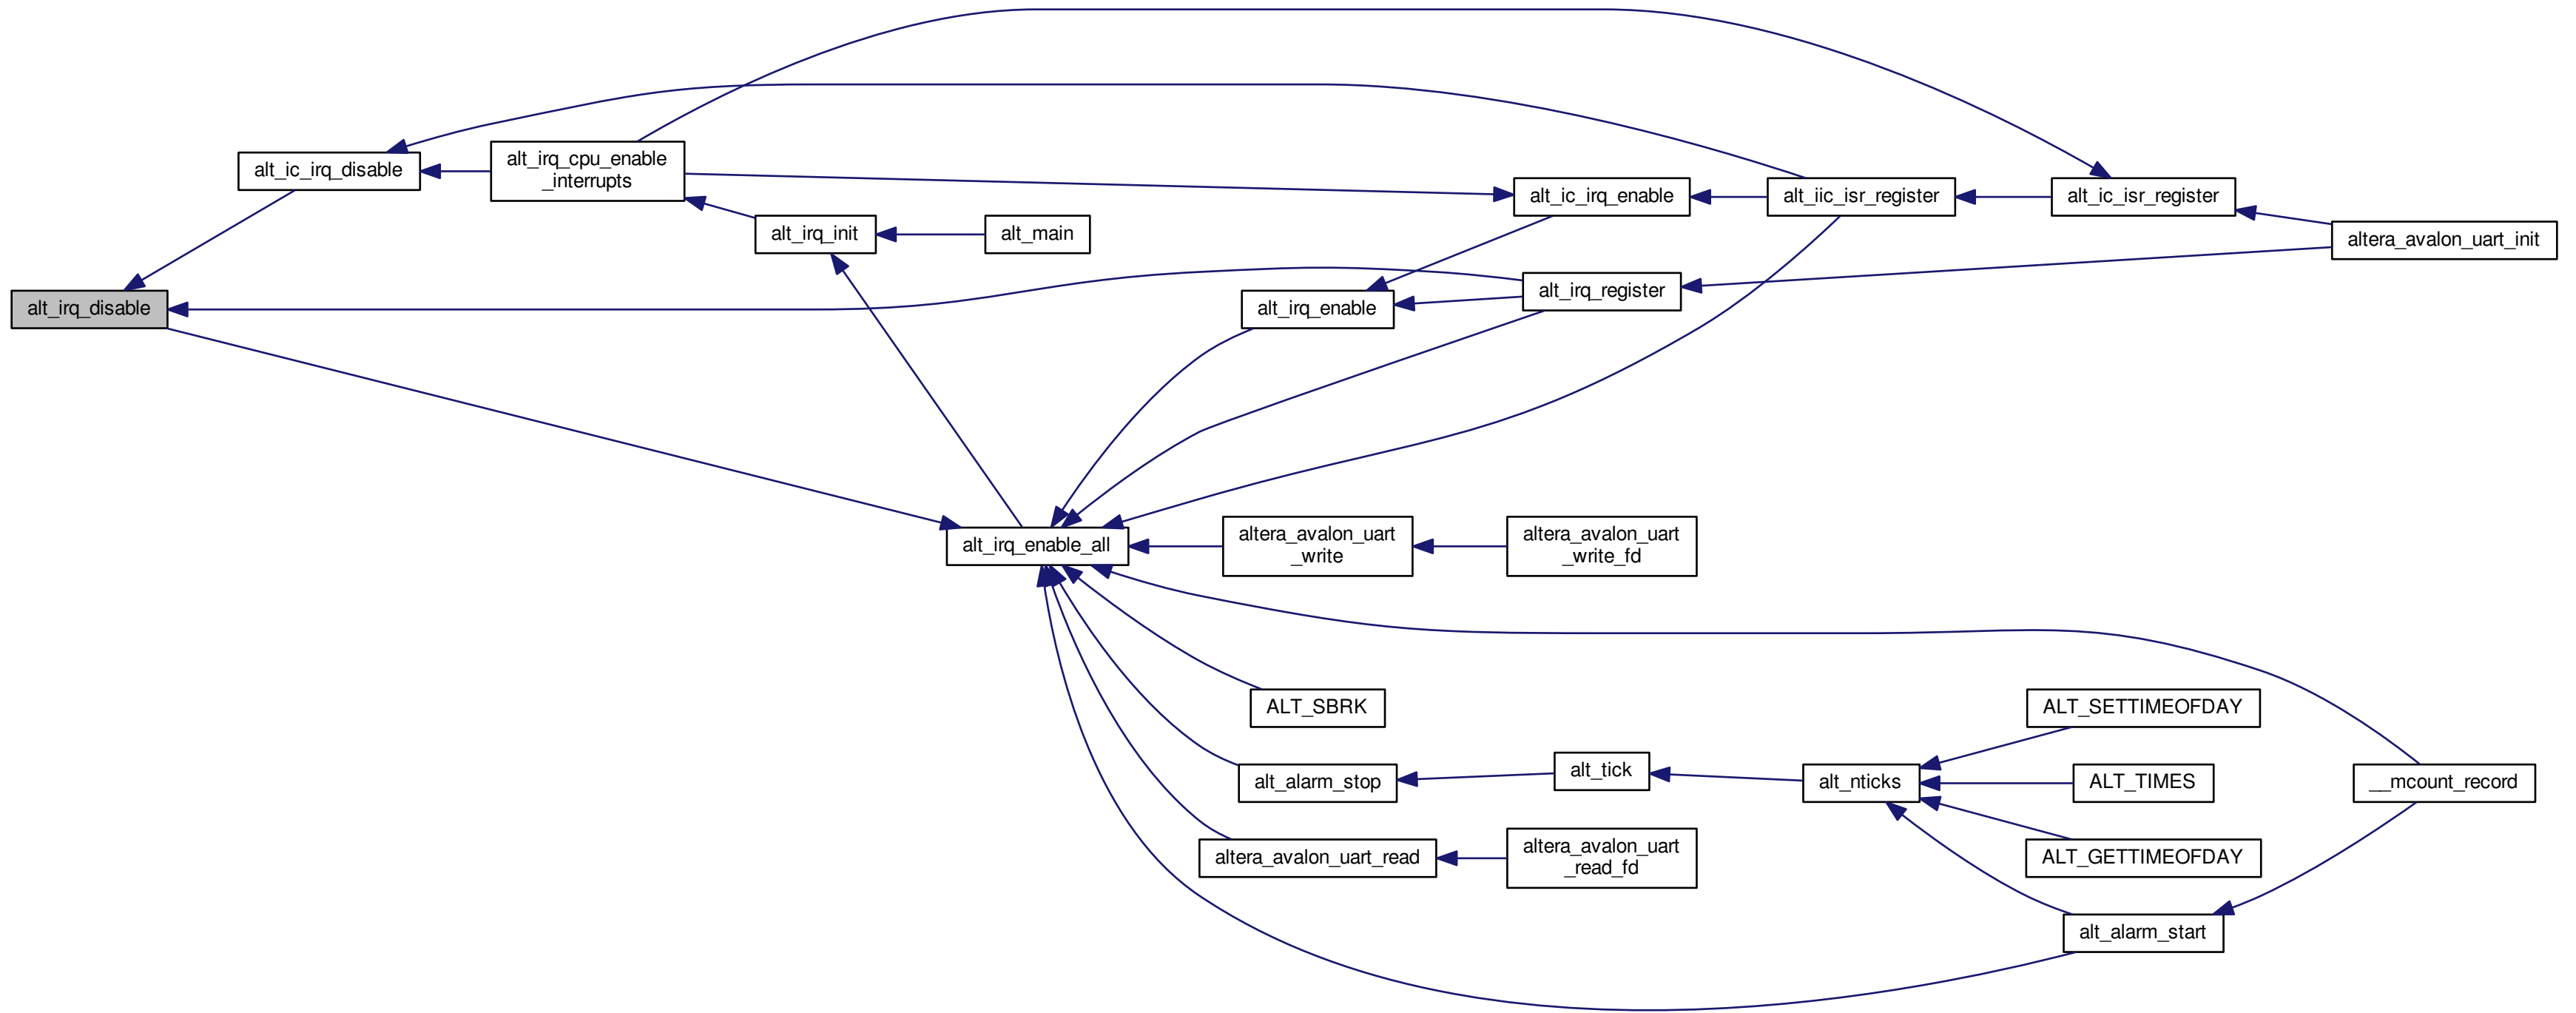 alt_irq_cpu_enable
_interrupts
alt_ic_irq_disable
alt_ic_irq_enable
alt_iic_isr_register
alt_ic_isr_register
alt_irq_init
alt_main
altera_avalon_uart_init
alt_irq_disable
alt_irq_enable
alt_irq_register
alt_irq_enable_all
altera_avalon_uart
_write
altera_avalon_uart
_write_fd
ALT_SBRK
ALT_SETTIMEOFDAY
alt_alarm_stop
alt_tick
alt_nticks
ALT_TIMES
__mcount_record
altera_avalon_uart_read
altera_avalon_uart
_read_fd
ALT_GETTIMEOFDAY
alt_alarm_start